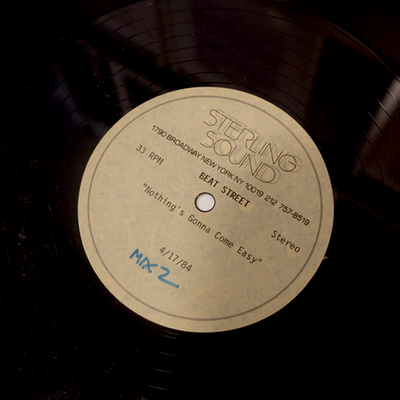 STERLING
SOUND
1790 BROADWAY NEW YORK NY 10019 212 757-8519
33 RPM
BEAT STREET
Stereo
"Nothing's Gonna Come Easy"
4/17/84
MIX 2